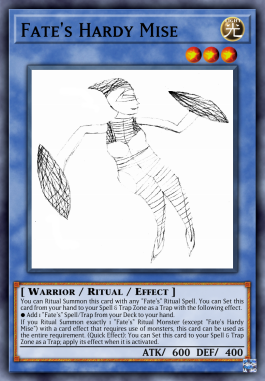 Fate's Hardy Mise
LIGHT
光
[ Warrior / Ritual / Effect ]
You can Ritual Summon this card with any "Fate's" Ritual Spell. You can Set this
card from your hand to your Spell & Trap Zone as a Trap with the following effect.
● Add 1 "Fate's" Spell/Trap from your Deck to your hand.
If you Ritual Summon exactly 1 "Fate's" Ritual Monster (except "Fate's Hardy
Mise") with a card effect that requires use of monsters, this card can be used as
the entire requirement. (Quick Effect): You can Set this card to your Spell & Trap
Zone as a Trap, apply its effect when it is activated.
ATK/ 600 DEF/ 400